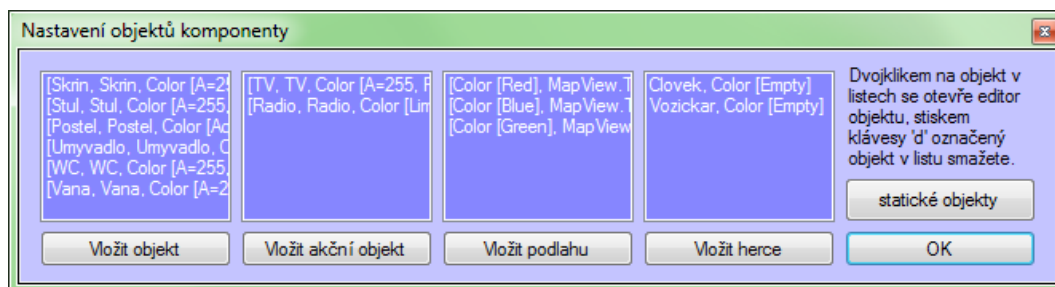 Nastavení objektů komponenty
[Skrin, Skrin, Color [A=25
[Stul, Stul, Color [A=255,
[Postel, Postel, Color [Ac
[Umyvadlo, Umyvadlo, C
[WC, WC, Color [A=255,
[Vana, Vana, Color [A=2
[TV, TV, Color [A=255, F
[Radio, Radio, Color [Lim
[Color [Red], MapView.T
[Color [Blue], MapView.T
[Color [Green], MapView
Clovek, Color [Empty]
Vozickar, Color [Empty]
Dvojklikem na objekt v
listech se otevře editor
objektu, stiskem
klávesy 'd' označený
objekt v listu smažete.
statické objekty
Vložit objekt
Vložit akční objekt
Vložit podlahu
Vložit herce
OK